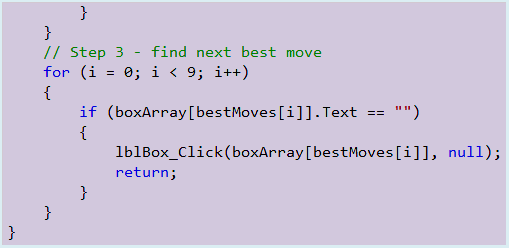 }
    }
    // Step 3 - find next best move
    for (i = 0; i < 9; i++)
    {
        if (boxArray[bestMoves[i]].Text == "")
        {
            lblBox_Click(boxArray[bestMoves[i]], null);
            return;
        }
    }
}